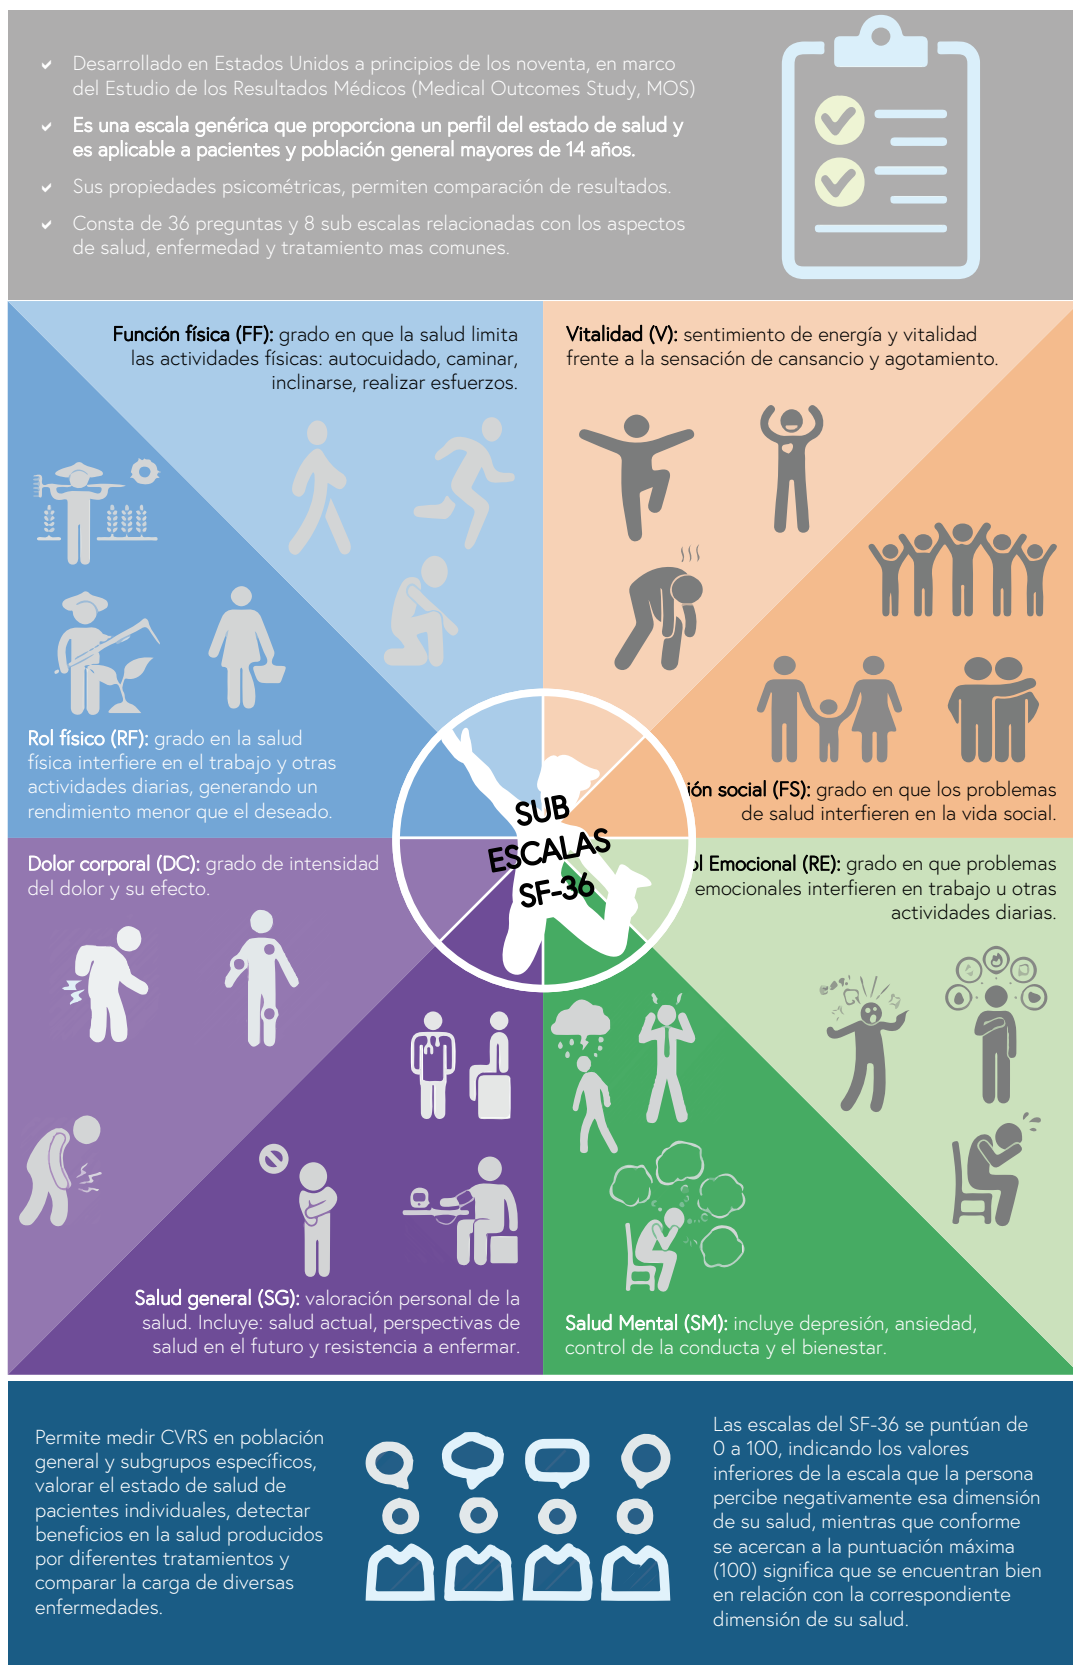 Desarrollado en Estados Unidos a principios de los noventa, en marco
del Estudio de los Resultados Médicos (Medical Outcomes Study, MOS)
Es una escala genérica que proporciona un perfil del estado de salud y
es aplicable a pacientes y población general mayores de 14 años.
Sus propiedades psicométricas, permiten comparación de resultados.
Consta de 36 preguntas y 8 sub escalas relacionadas con los aspectos
de salud, enfermedad y tratamiento mas comunes.
Función física (FF): grado en que la salud limita
las actividades físicas: autocuidado, caminar,
inclinarse, realizar esfuerzos.
Vitalidad (V): sentimiento de energía y vitalidad
frente a la sensación de cansancio y agotamiento.
Rol físico (RF): grado en la salud
física interfiere en el trabajo y otras
actividades diarias, generando un
rendimiento menor que el deseado.
ión social (FS): grado en que los problemas
de salud interfieren en la vida social.
SUB
ESCALAS
SF-36
Dolor corporal (DC): grado de intensidad
del dolor y su efecto.
ol Emocional (RE): grado en que problemas
emocionales interfieren en trabajo u otras
actividades diarias.
Salud general (SG): valoración personal de la
salud. Incluye: salud actual, perspectivas de
salud en el futuro y resistencia a enfermar.
Salud Mental (SM): incluye depresión, ansiedad,
control de la conducta y el bienestar.
Permite medir CVRS en población
general y subgrupos específicos,
valorar el estado de salud de
pacientes individuales, detectar
beneficios en la salud producidos
por diferentes tratamientos y
comparar la carga de diversas
enfermedades.
Las escalas del SF-36 se puntúan de
0 a 100, indicando los valores
inferiores de la escala que la persona
percibe negativamente esa dimensión
de su salud, mientras que conforme
se acercan a la puntuación máxima
(100) significa que se encuentran bien
en relación con la correspondiente
dimensión de su salud.